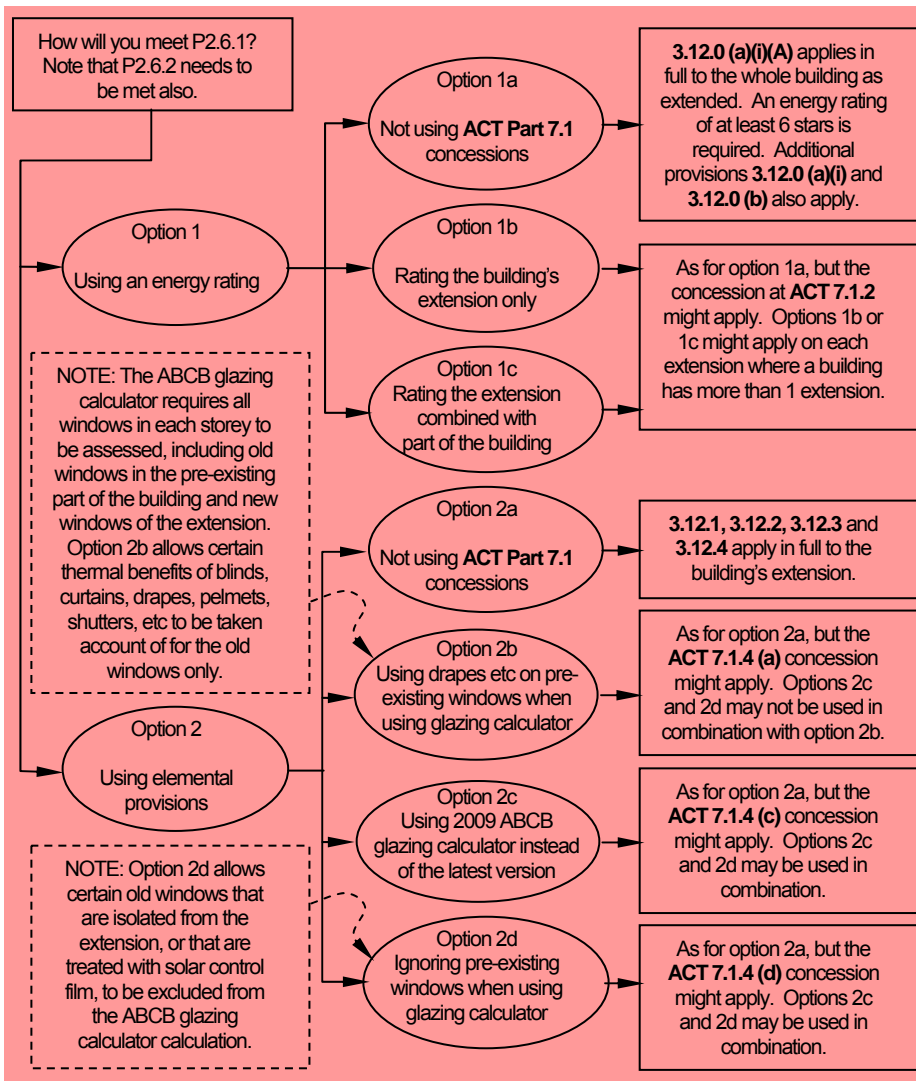 How will you meet P2.6.1?
Note that P2.6.2 needs to
be met also.
Option 1
Using an energy rating
Option 1a
Not using ACT Part 7.1
concessions
3.12.0 (a)(i)(A) applies in
full to the whole building as
extended. An energy rating
of at least 6 stars is
required. Additional
provisions 3.12.0 (a)(i) and
3.12.0 (b) also apply.
Option 1b
Rating the building's
extension only
Option 1c
Rating the extension
combined with
part of the building
As for option 1a, but the
concession at ACT 7.1.2
might apply. Options 1b or
1c might apply on each
extension where a building
has more than 1 extension.
NOTE: The ABCB glazing
calculator requires all
windows in each storey to
be assessed, including old
windows in the pre-existing
part of the building and new
windows of the extension.
Option 2b allows certain
thermal benefits of blinds,
curtains, drapes, pelmets,
shutters, etc to be taken
account of for the old
windows only.
Option 2
Using elemental
provisions
Option 2a
Not using ACT Part 7.1
concessions
3.12.1, 3.12.2, 3.12.3 and
3.12.4 apply in full to the
building's extension.
Option 2b
Using drapes etc on pre-
existing windows when
using glazing calculator
As for option 2a, but the
ACT 7.1.4 (a) concession
might apply. Options 2c
and 2d may not be used in
combination with option 2b.
Option 2c
Using 2009 ABCB
glazing calculator instead
of the latest version
As for option 2a, but the
ACT 7.1.4 (c) concession
might apply. Options 2c
and 2d may be used in
combination.
NOTE: Option 2d allows
certain old windows that
are isolated from the
extension, or that are
treated with solar control
film, to be excluded from
the ABCB glazing
calculator calculation.
Option 2d
Ignoring pre-existing
windows when using
glazing calculator
As for option 2a, but the
ACT 7.1.4 (d) concession
might apply. Options 2c
and 2d may be used in
combination.